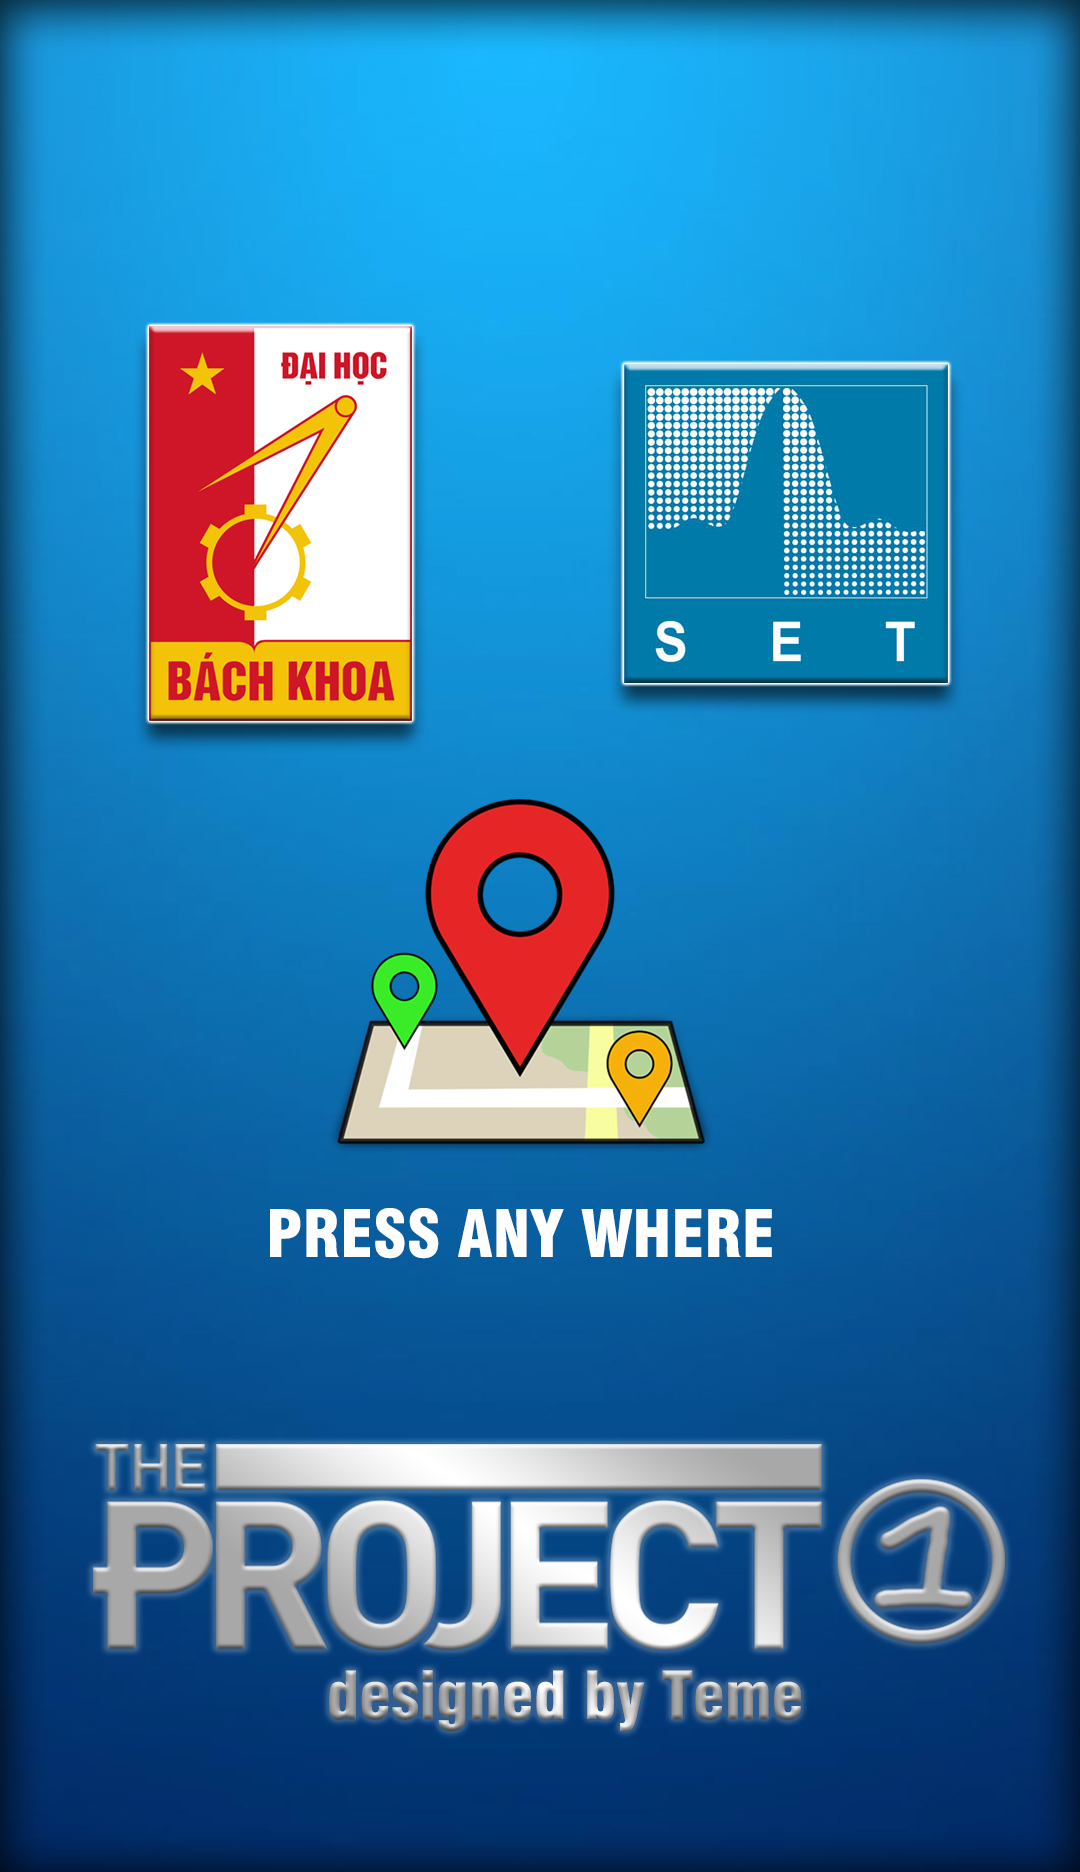 ĐẠI HỌC
BÁCH KHOA
S E T
PRESS ANY WHERE
THE
PROJECT 1
designed by Teme